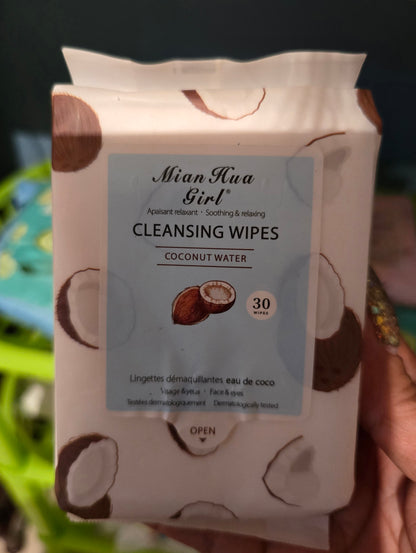 Mian Hua
Girl®
Apaisant relaxant · Soothing & relaxing
CLEANSING WIPES
COCONUT WATER
30
WIPES
Lingettes démaquillantes eau de coco
Visage & yeux · Face & eyes
Testées dermatologiquement · Dermatologically tested
OPEN